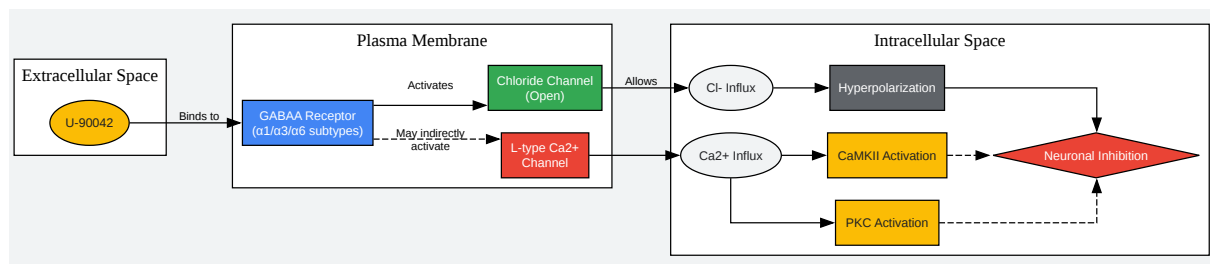 Extracellular Space
U-90042
Binds to
Plasma Membrane
GABAA Receptor
(α1/α3/α6 subtypes)
Activates
May indirectly
activate
Chloride Channel
(Open)
L-type Ca2+
Channel
Allows
Intracellular Space
Cl- Influx
Hyperpolarization
Ca2+ Influx
CaMKII Activation
Neuronal Inhibition
PKC Activation